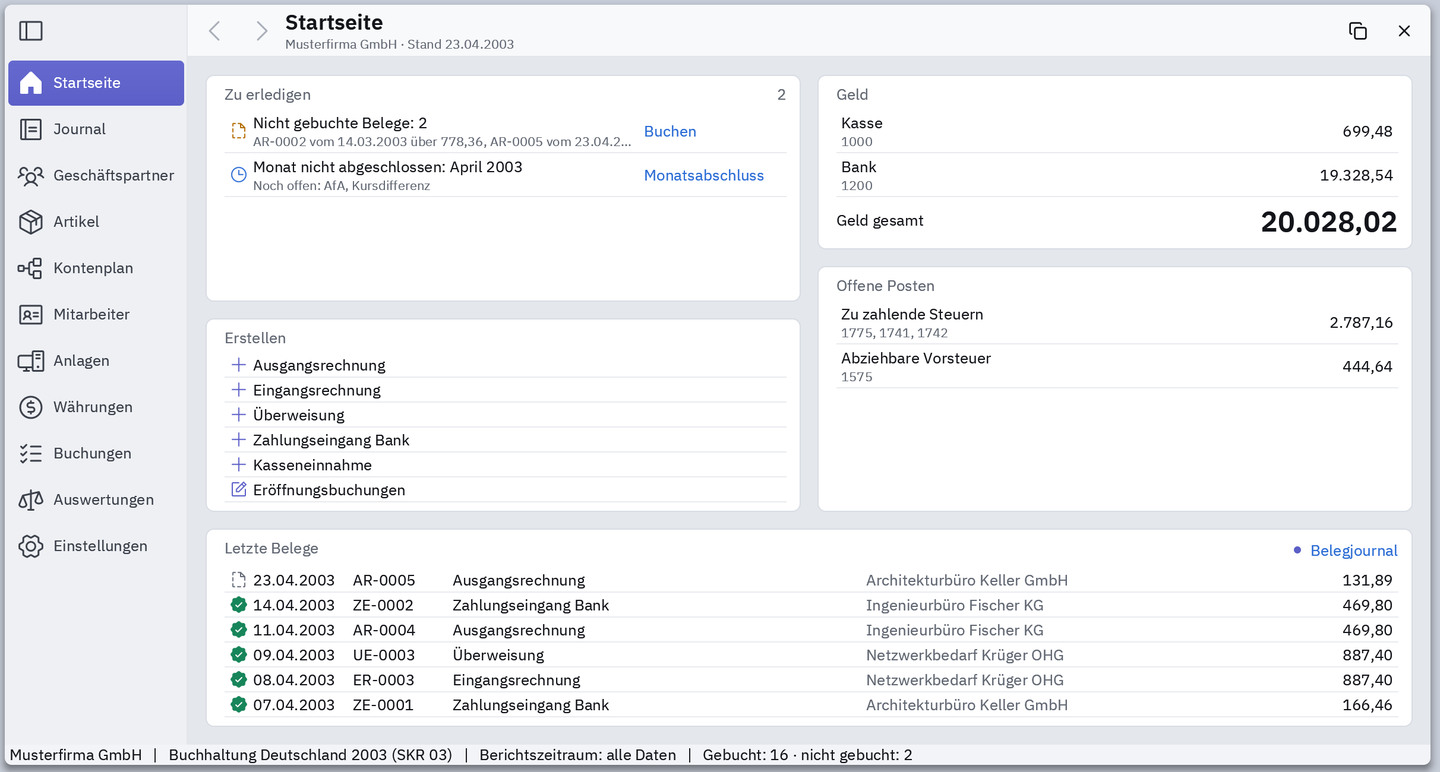 Startseite
Musterfirma GmbH · Stand 23.04.2003
Startseite
Journal
Geschäftspartner
Artikel
Kontenplan
Mitarbeiter
Anlagen
Währungen
Buchungen
Auswertungen
Einstellungen
Zu erledigen 2
Nicht gebuchte Belege: 2
AR-0002 vom 14.03.2003 über 778,36, AR-0005 vom 23.04.2...
Buchen
Monat nicht abgeschlossen: April 2003
Noch offen: AfA, Kursdifferenz
Monatsabschluss
Erstellen
Ausgangsrechnung
Eingangsrechnung
Überweisung
Zahlungseingang Bank
Kasseneinnahme
Eröffnungsbuchungen
Geld
Kasse
1000
699,48
Bank
1200
19.328,54
Geld gesamt 20.028,02
Offene Posten
Zu zahlende Steuern
1775, 1741, 1742
2.787,16
Abziehbare Vorsteuer
1575
444,64
Letzte Belege Belegjournal
23.04.2003 AR-0005 Ausgangsrechnung Architekturbüro Keller GmbH 131,89
14.04.2003 ZE-0002 Zahlungseingang Bank Ingenieurbüro Fischer KG 469,80
11.04.2003 AR-0004 Ausgangsrechnung Ingenieurbüro Fischer KG 469,80
09.04.2003 UE-0003 Überweisung Netzwerkbedarf Krüger OHG 887,40
08.04.2003 ER-0003 Eingangsrechnung Netzwerkbedarf Krüger OHG 887,40
07.04.2003 ZE-0001 Zahlungseingang Bank Architekturbüro Keller GmbH 166,46
Musterfirma GmbH | Buchhaltung Deutschland 2003 (SKR 03) | Berichtszeitraum: alle Daten | Gebucht: 16 · nicht gebucht: 2